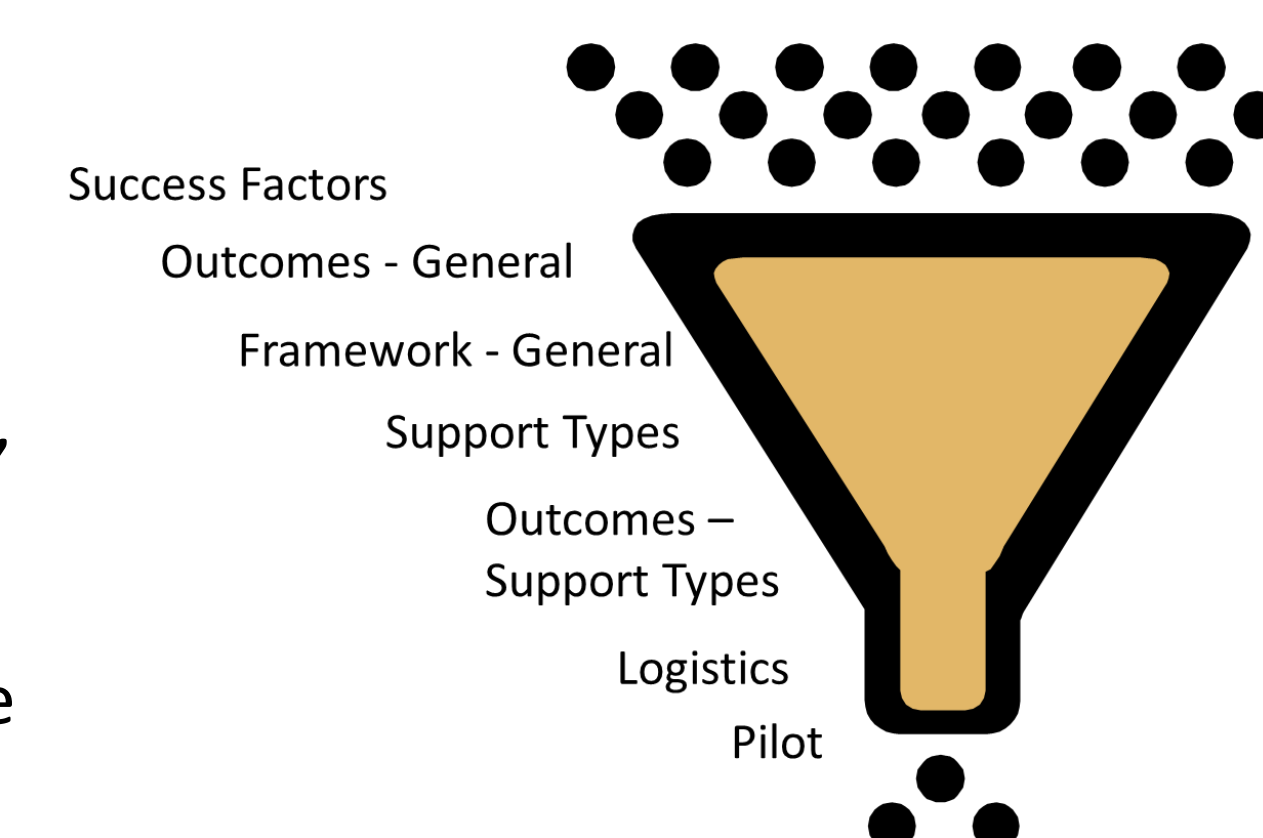 Success Factors
Outcomes - General
Framework - General
Support Types
Outcomes –
Support Types
Logistics
Pilot